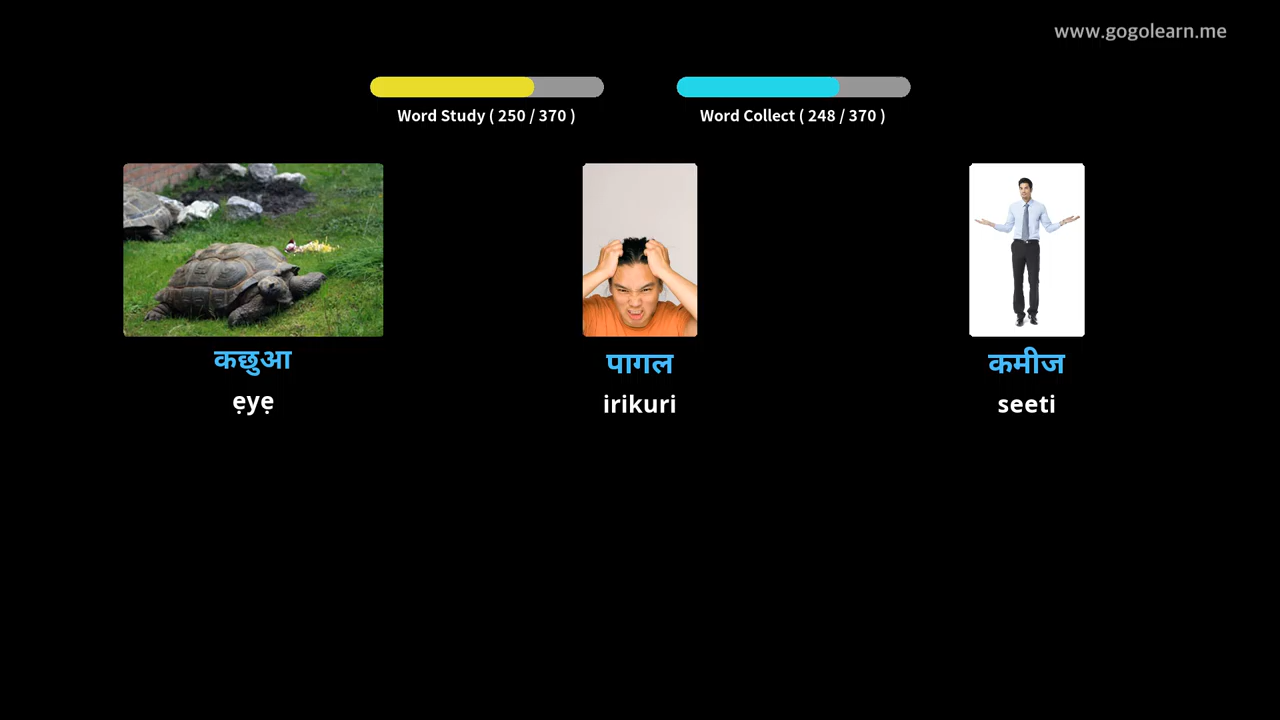 www.gogolearn.me
Word Study ( 250 / 370 )
Word Collect ( 248 / 370 )
कछुआ
ẹyẹ
पागल
irikuri
कमीज
seeti